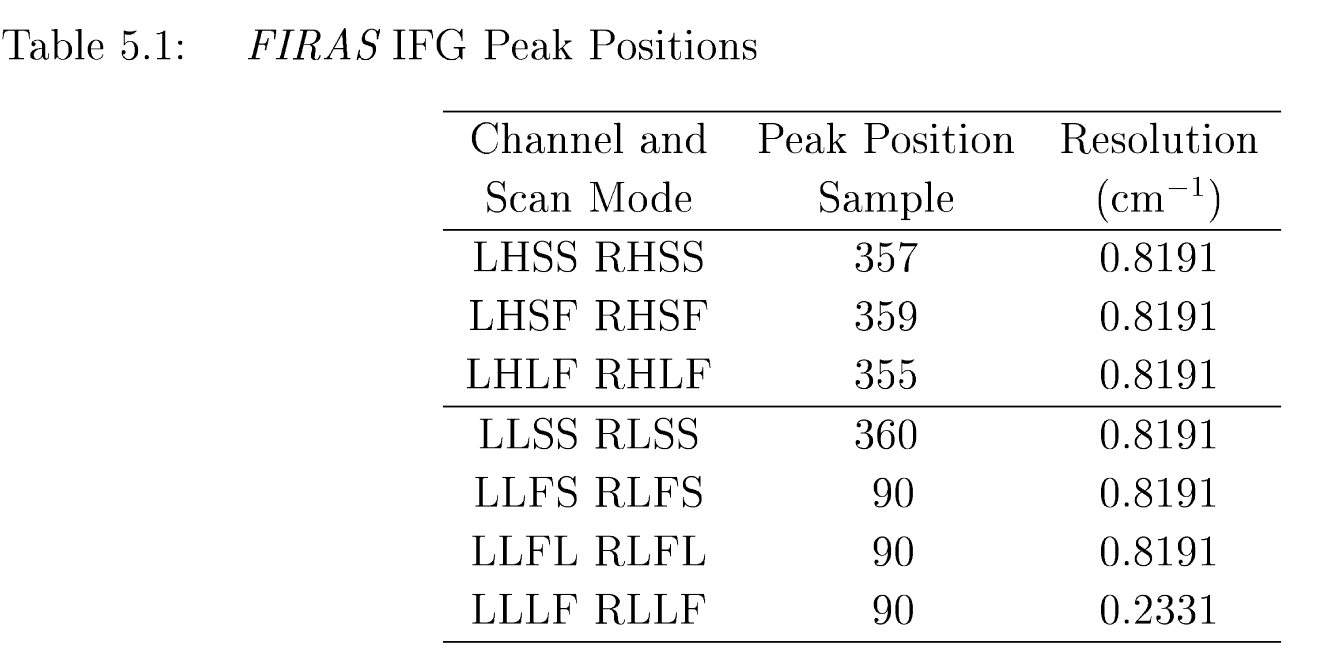 Table 5.1: FIRAS IFG Peak Positions
Channel and Peak Position Resolution
Scan Mode Sample (cm⁻¹)
LHSS RHSS 357 0.8191
LHSF RHSF 359 0.8191
LHLF RHLF 355 0.8191
LLSS RLSS 360 0.8191
LLFS RLFS 90 0.8191
LLFL RLFL 90 0.8191
LLLF RLLF 90 0.2331